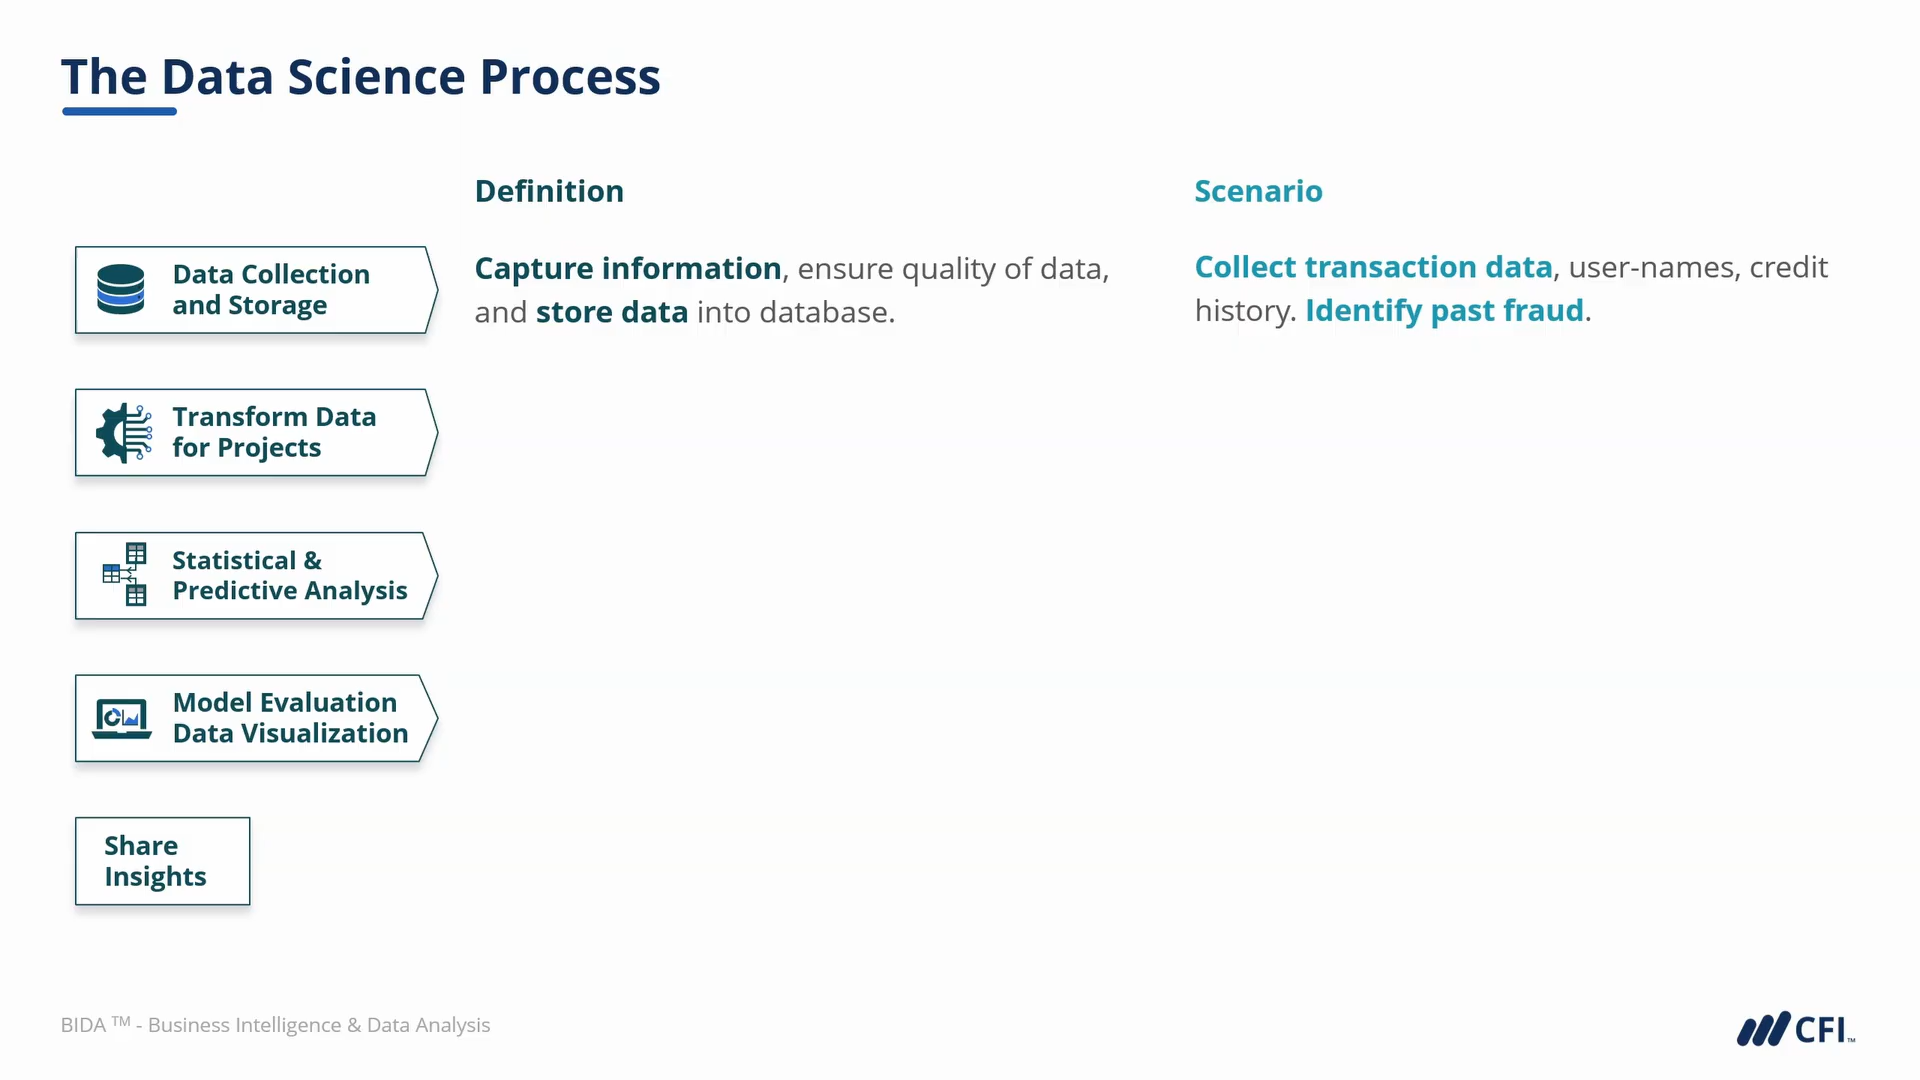 The Data Science Process
Definition
Scenario
Data Collection
and Storage
Capture information, ensure quality of data,
and store data into database.
Collect transaction data, user-names, credit
history. Identify past fraud.
Transform Data
for Projects
Statistical &
Predictive Analysis
Model Evaluation
Data Visualization
Share
Insights
BIDA ™ - Business Intelligence & Data Analysis
CFI™